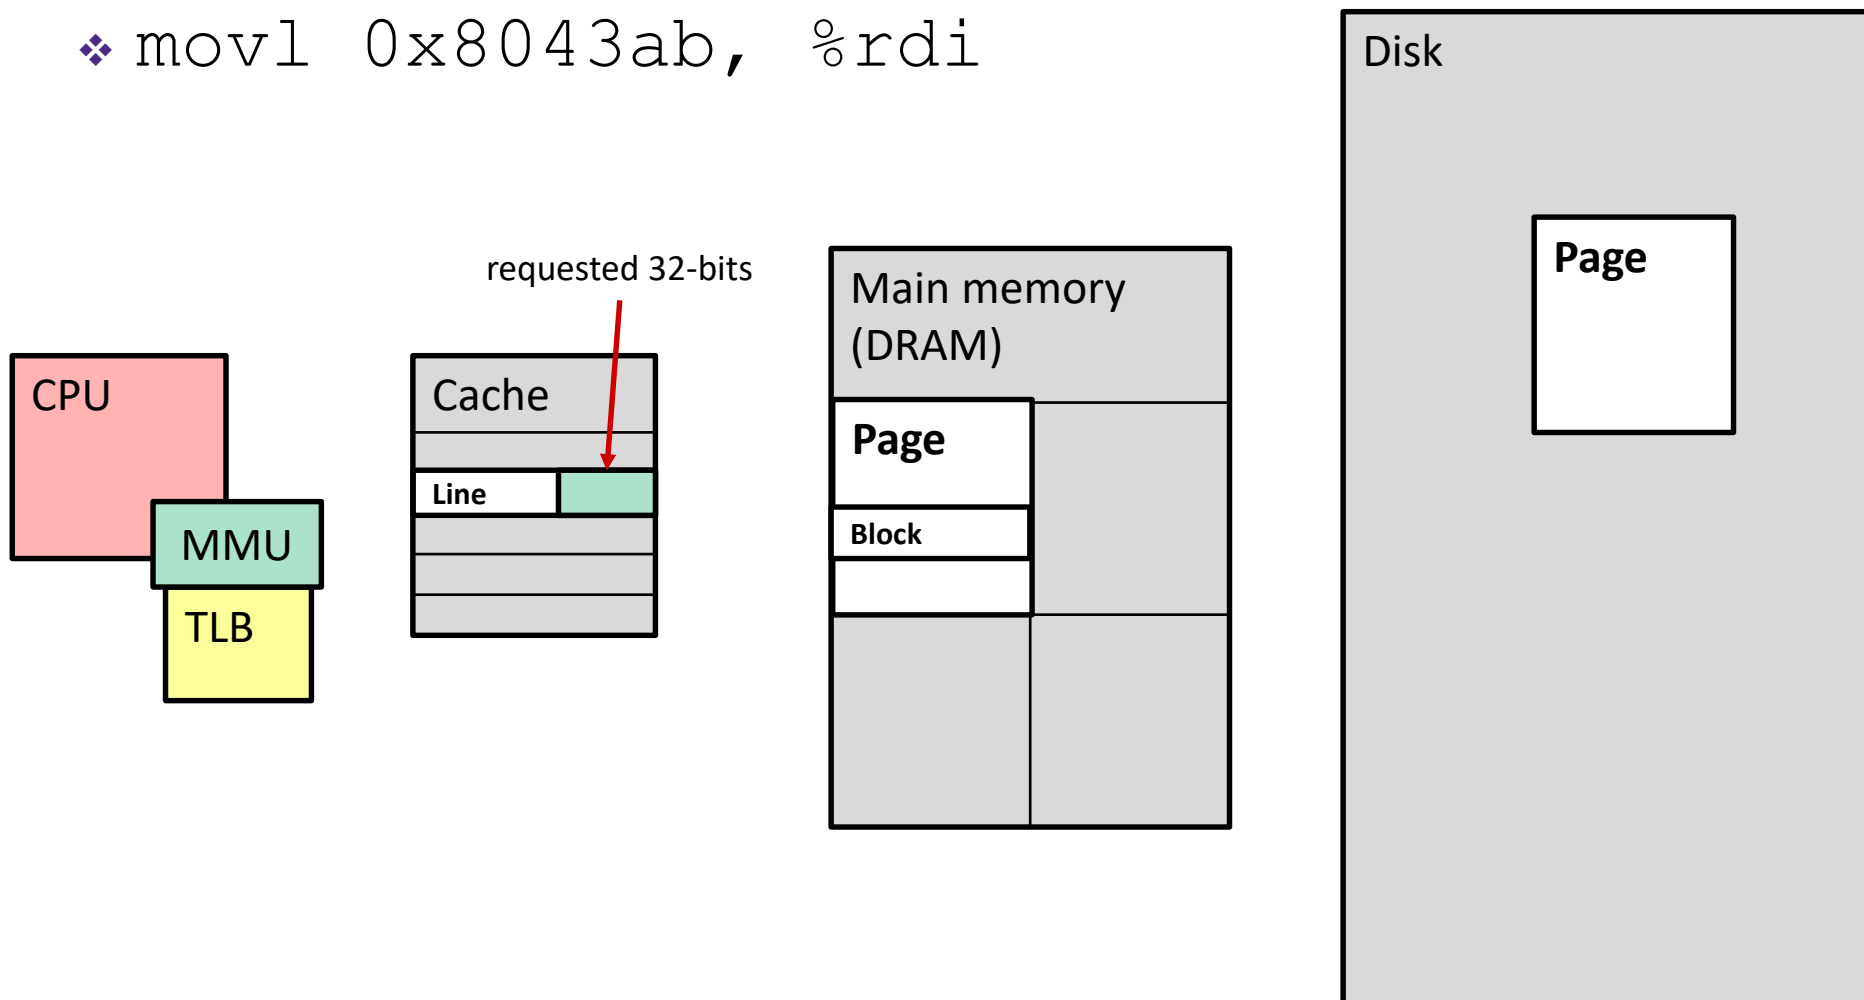 ❖ movl 0x8043ab, %rdi
Disk
Page
requested 32-bits
Main memory
(DRAM)
CPU
Cache
Page
Line
Block
MMU
TLB